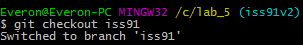 Everon@Everon-PC MINGW32 /c/lab_5 (iss91v2)
$ git checkout iss91
Switched to branch 'iss91'